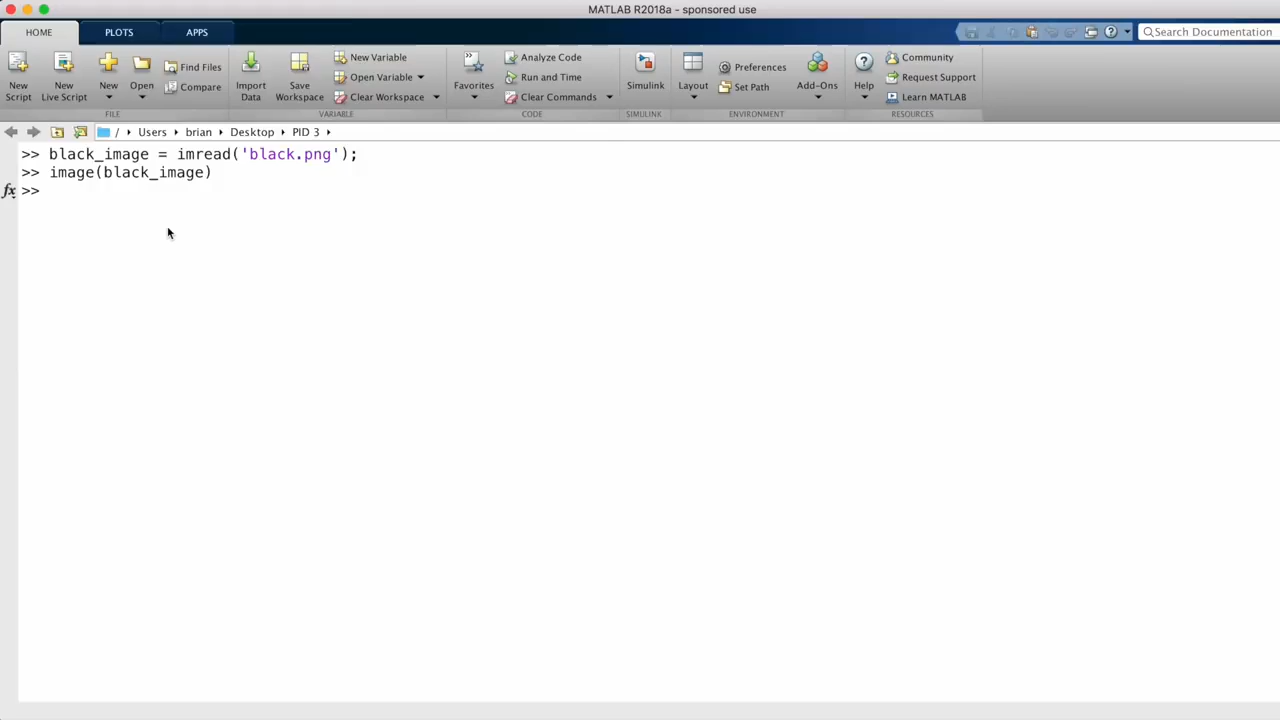 MATLAB R2018a - sponsored use
HOME PLOTS APPS
Search Documentation
New Script
New Live Script
New
Open
Find Files
Compare
FILE
Import Data
Save Workspace
New Variable
Open Variable
Clear Workspace
VARIABLE
Favorites
Analyze Code
Run and Time
Clear Commands
CODE
Simulink
SIMULINK
Layout
Preferences
Set Path
Add-Ons
ENVIRONMENT
Help
Community
Request Support
Learn MATLAB
RESOURCES
/ Users brian Desktop PID 3
>> black_image = imread('black.png');
>> image(black_image)
fx >>